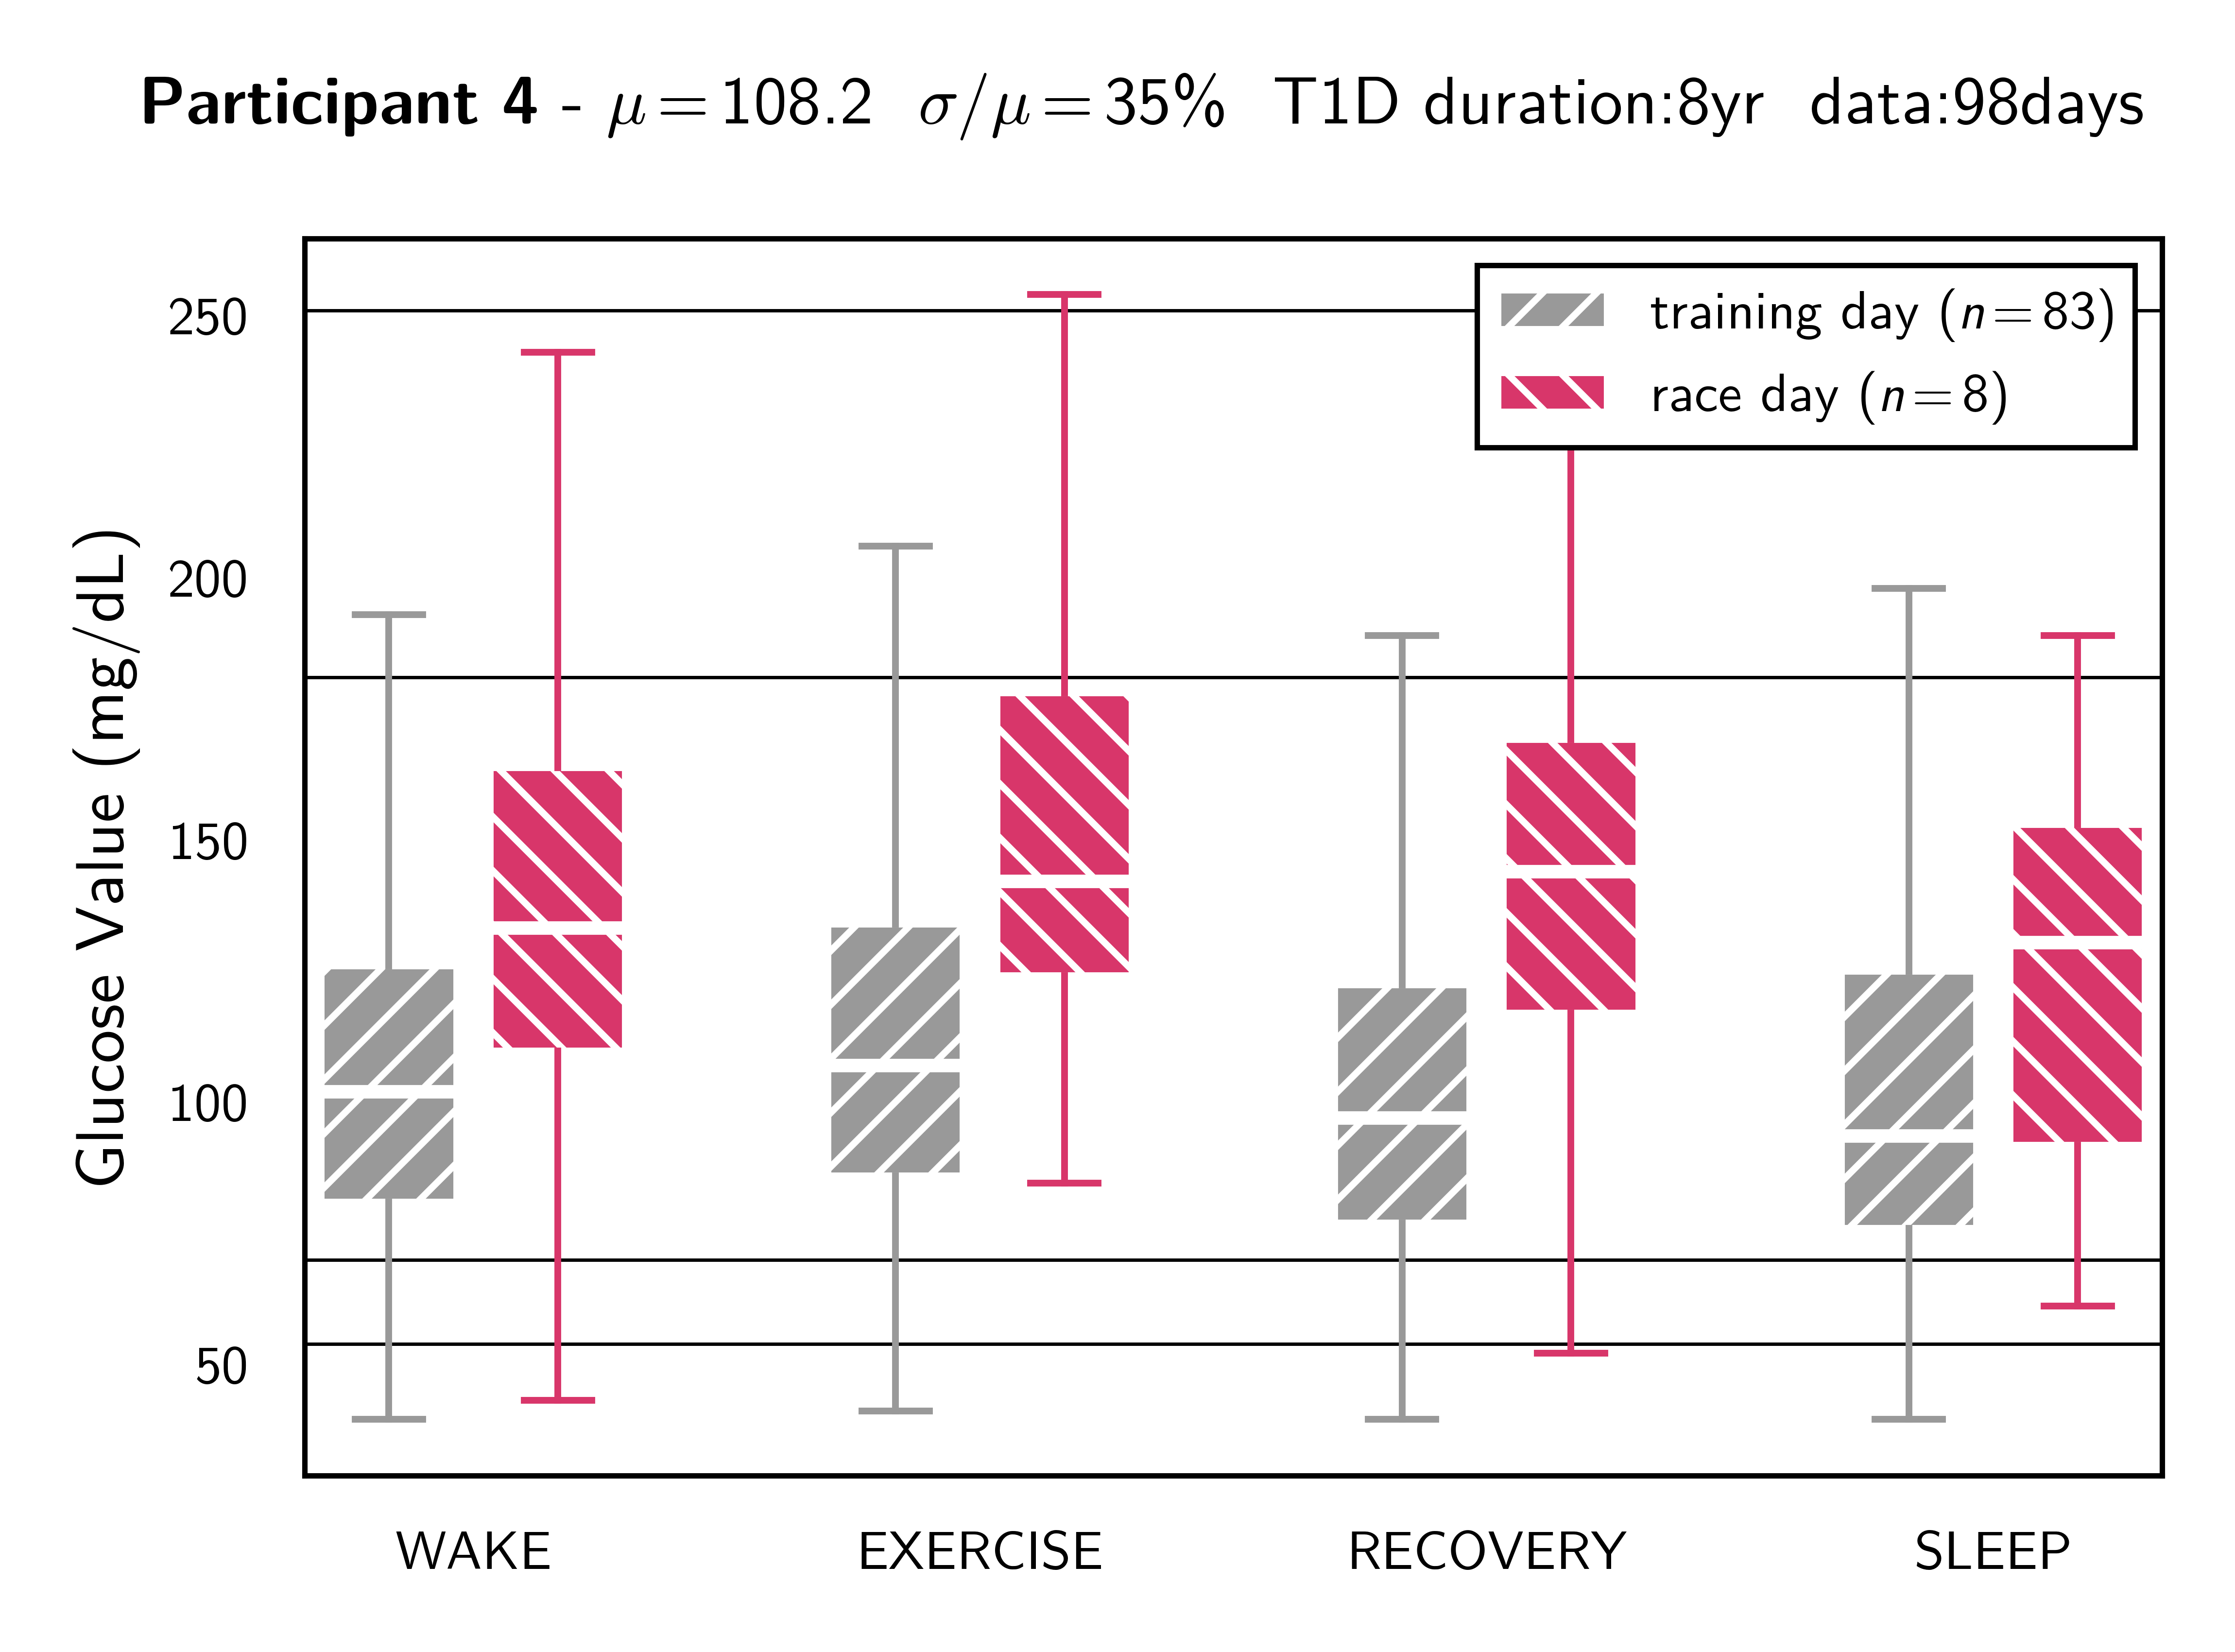 Participant 4 - μ = 108.2 σ/μ = 35% T1D duration:8yr data:98days
training day (n = 83)
race day (n = 8)
Glucose Value (mg/dL)
250
200
150
100
50
WAKE EXERCISE RECOVERY SLEEP